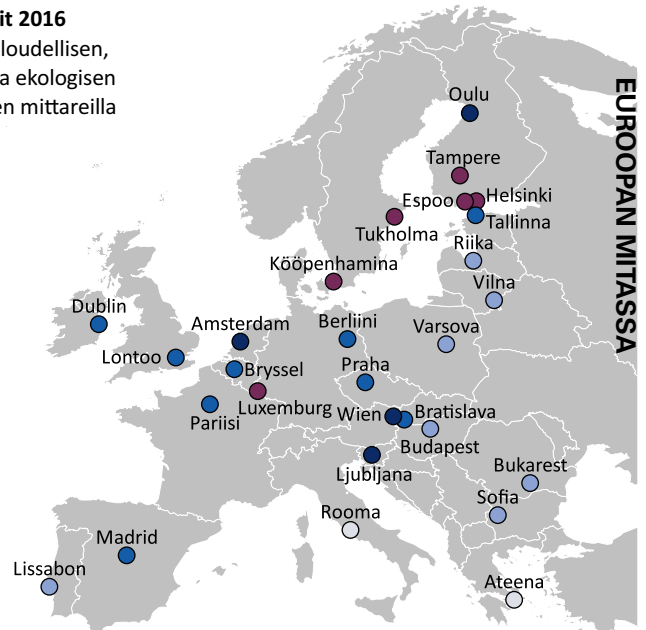 it 2016
loudellisen,
a ekologisen
en mittareilla
EUROOPAN MITASSA
Oulu
Tampere
Espoo
Helsinki
Tallinna
Tukholma
Riika
Kööpenhamina
Vilna
Dublin
Amsterdam
Berliini
Varsova
Lontoo
Bryssel
Praha
Luxemburg
Pariisi
Wien
Bratislava
Budapest
Ljubljana
Bukarest
Sofia
Rooma
Madrid
Lissabon
Ateena